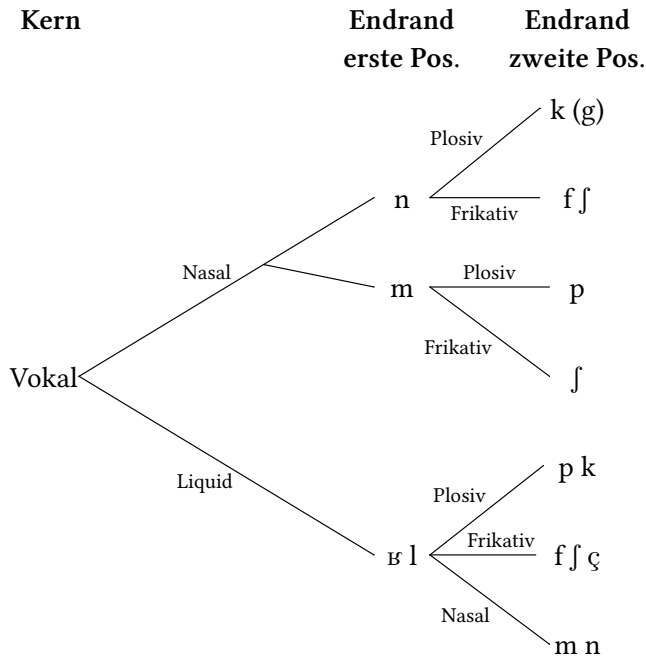 Kern Endrand Endrand
erste Pos. zweite Pos.
k (g)
Plosiv
n f ʃ
Frikativ
Nasal
m Plosiv p
Frikativ
Vokal ʃ
p k
Liquid
Plosiv
ʁ l Frikativ f ʃ ç
Nasal
m n